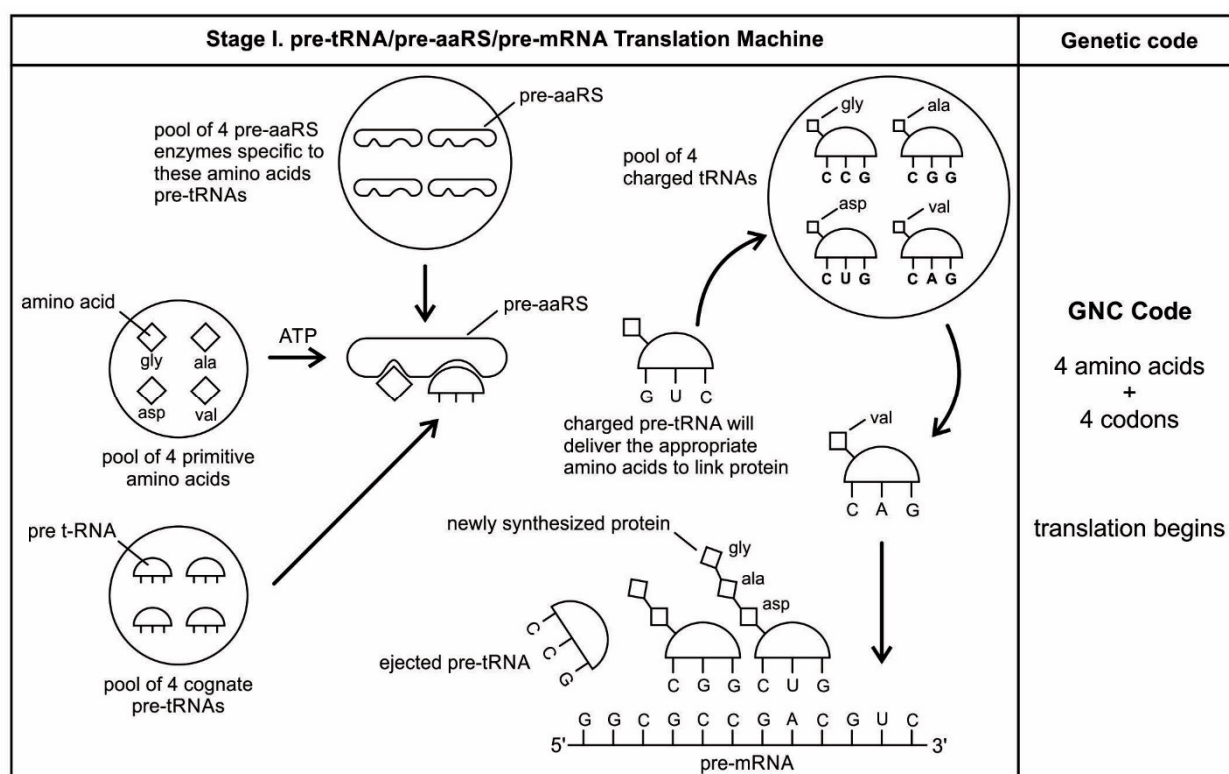 Stage I. pre-tRNA/pre-aaRS/pre-mRNA Translation Machine
Genetic code
pre-aaRS
pool of 4 pre-aaRS
enzymes specific to
these amino acids
pre-tRNAs
amino acid
gly
ala
asp
val
pool of 4 primitive
amino acids
ATP
pre-aaRS
pre t-RNA
pool of 4 cognate
pre-tRNAs
pool of 4
charged tRNAs
gly
ala
C C G
C G G
asp
val
C U G
C A G
G U C
charged pre-tRNA will
deliver the appropriate
amino acids to link protein
val
C A G
newly synthesized protein
gly
ala
asp
ejected pre-tRNA
C C G
C G G C U G
G G C G C C G A C G U C
5' 3'
pre-mRNA
GNC Code
4 amino acids
+
4 codons
translation begins